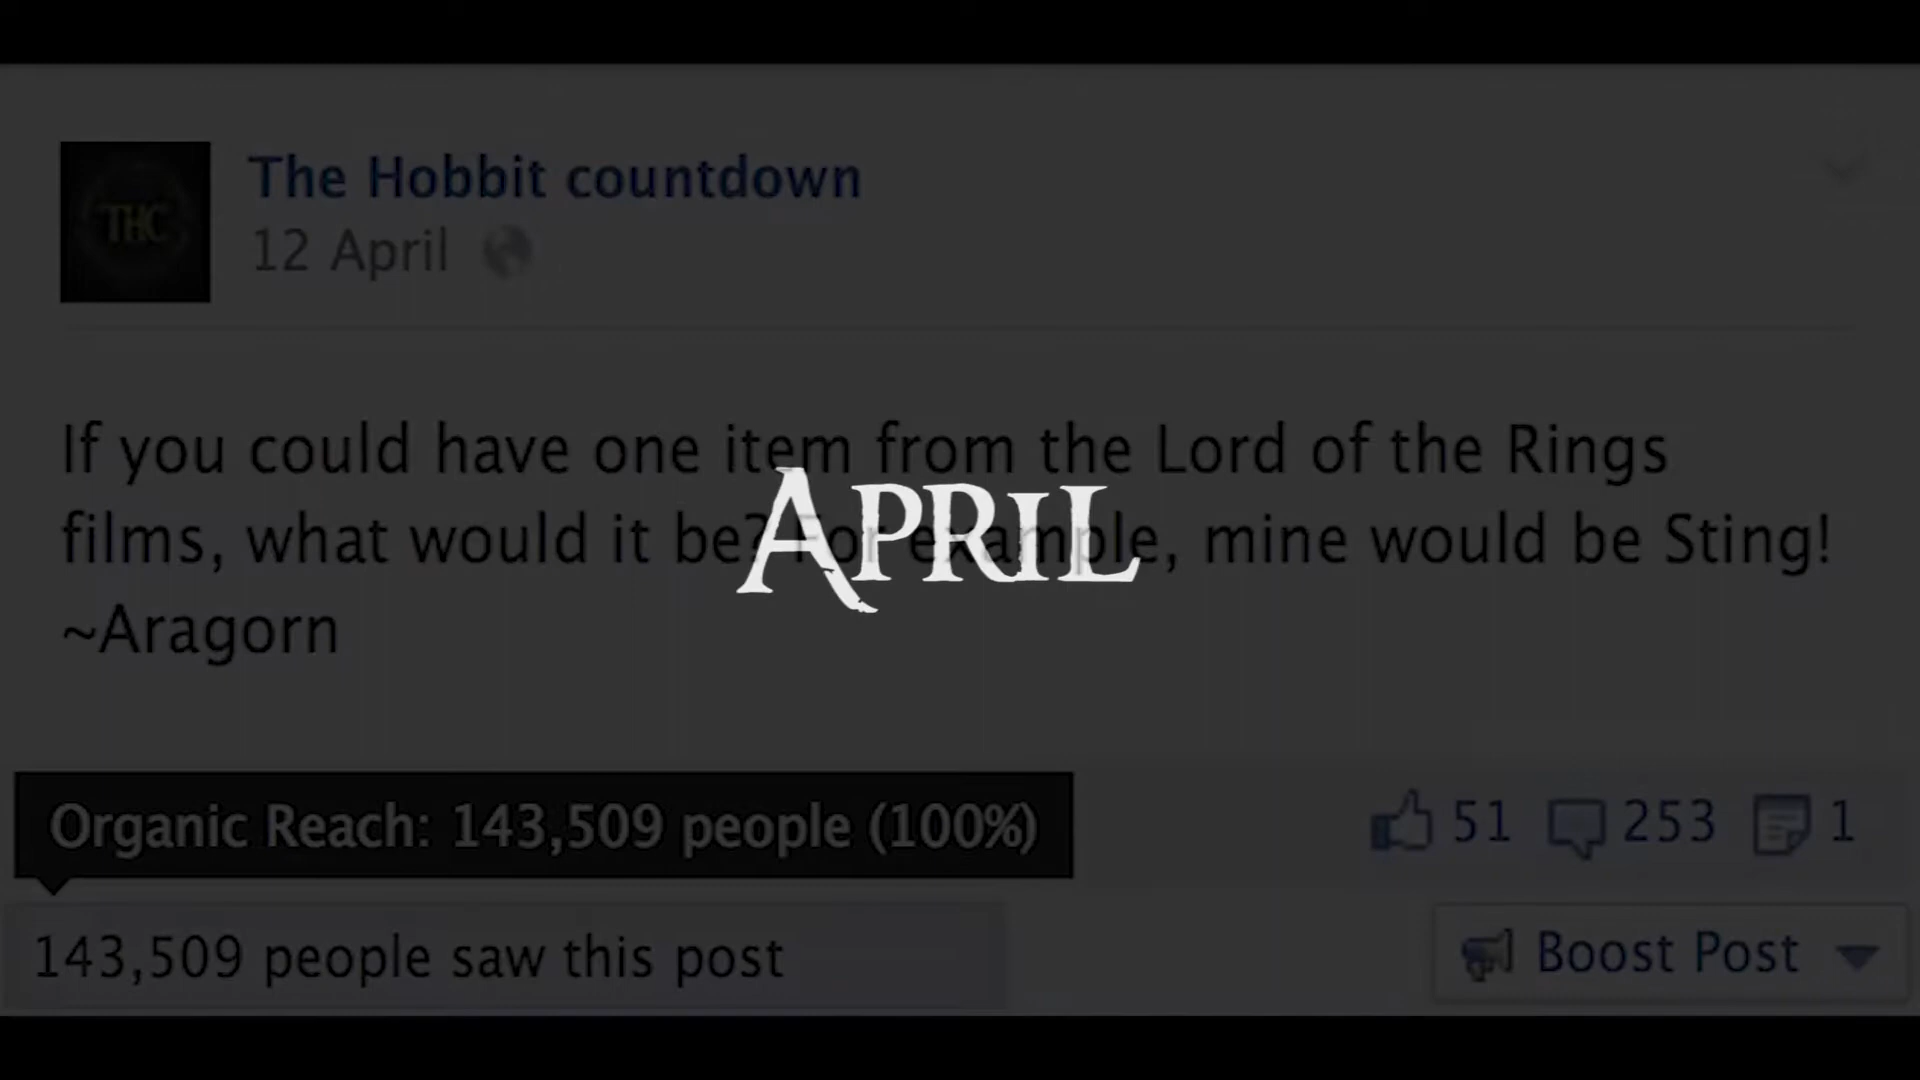 THC
The Hobbit countdown
12 April
If you could have one item from the Lord of the Rings
films, what would it be? For example, mine would be Sting!
~Aragorn
APRIL
Organic Reach: 143,509 people (100%)
51 253 1
143,509 people saw this post
Boost Post